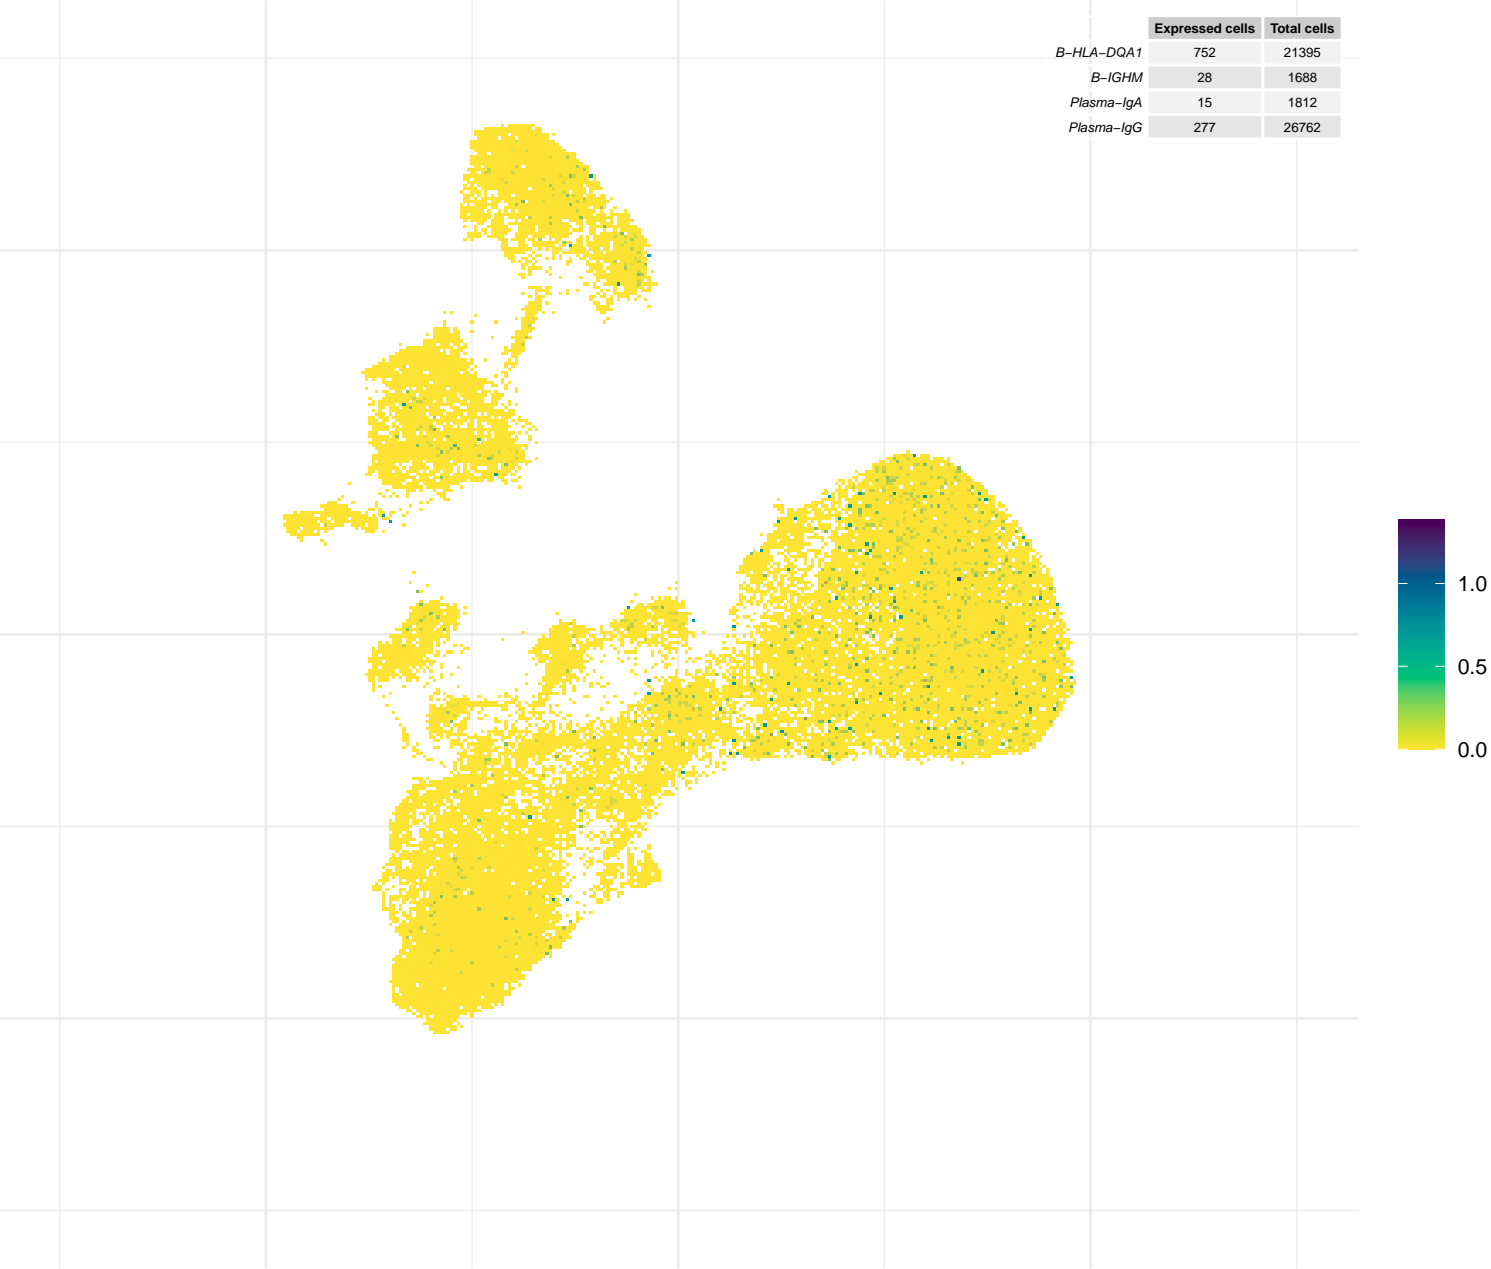 Expressed cells Total cells
B−HLA−DQA1 752 21395
B−IGHM 28 1688
Plasma−IgA 15 1812
Plasma−IgG 277 26762
1.0
0.5
0.0